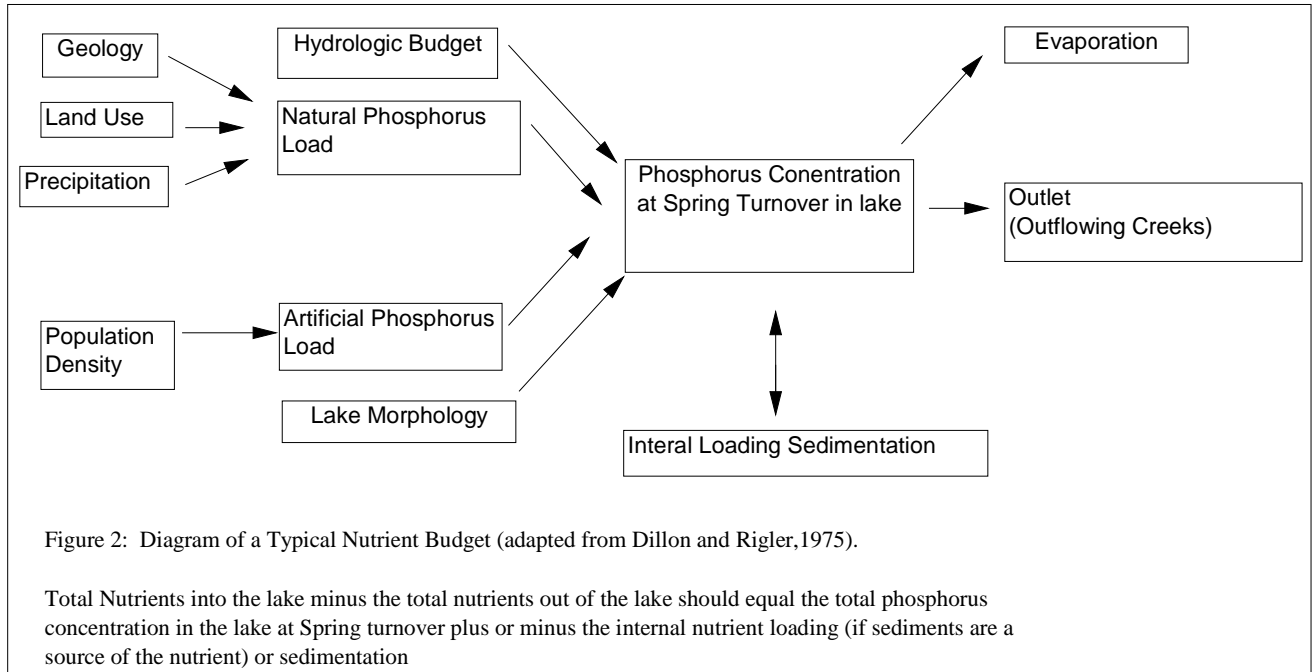 Geology
Hydrologic Budget
Evaporation
Land Use
Natural Phosphorus
Load
Precipitation
Phosphorus Conentration
at Spring Turnover in lake
Outlet
(Outflowing Creeks)
Population
Density
Artificial Phosphorus
Load
Lake Morphology
Interal Loading Sedimentation
Figure 2: Diagram of a Typical Nutrient Budget (adapted from Dillon and Rigler,1975).
Total Nutrients into the lake minus the total nutrients out of the lake should equal the total phosphorus
concentration in the lake at Spring turnover plus or minus the internal nutrient loading (if sediments are a
source of the nutrient) or sedimentation